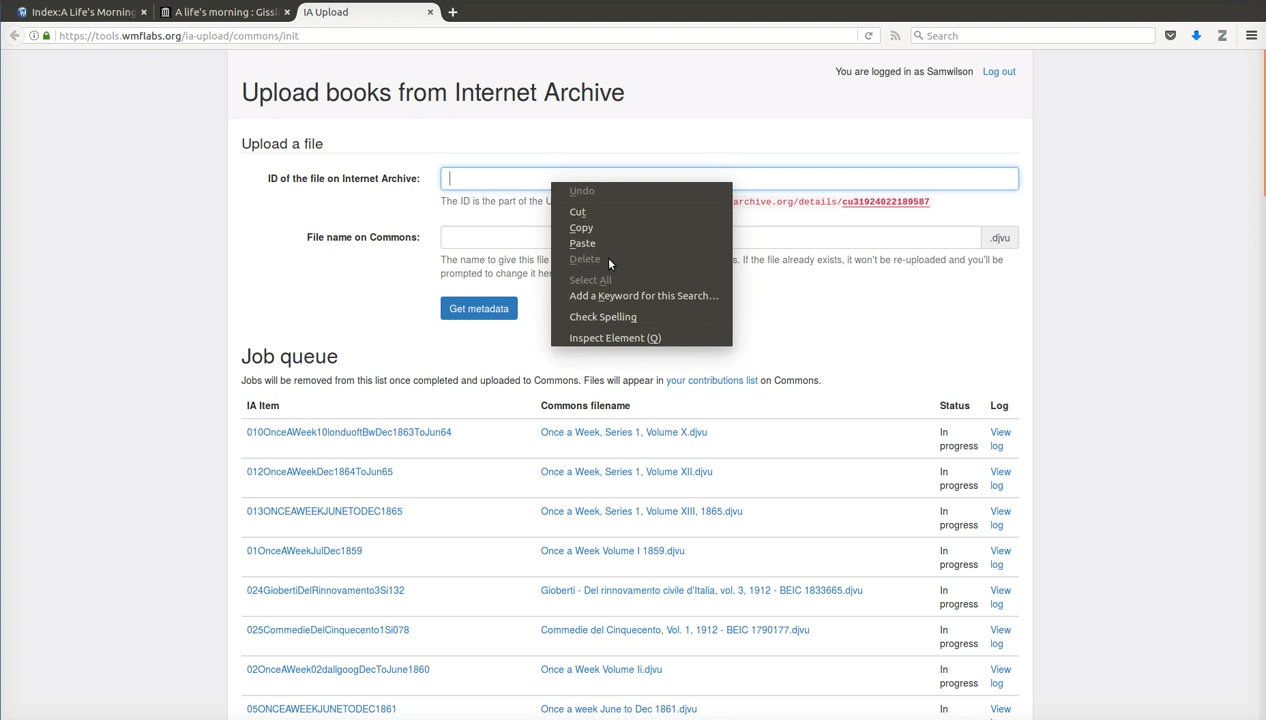 Index:A Life's Morning
A life's morning : Gissi
IA Upload
https://tools.wmflabs.org/ia-upload/commons/init
Search
You are logged in as Samwilson Log out
Upload books from Internet Archive
Upload a file
ID of the file on Internet Archive:
The ID is the part of the archive.org/details/cu31924022189587
File name on Commons:
.djvu
The name to give this file s. If the file already exists, it won't be re-uploaded and you'll be
prompted to change it
Undo
Cut
Copy
Paste
Delete
Select All
Add a Keyword for this Search...
Check Spelling
Inspect Element (Q)
Get metadata
Job queue
Jobs will be removed from this list once completed and uploaded to Commons. Files will appear in your contributions list on Commons.
IA Item Commons filename Status Log
010OnceAWeek10londuoftBwDec1863ToJun64 Once a Week, Series 1, Volume X.djvu In progress View log
012OnceAWeekDec1864ToJun65 Once a Week, Series 1, Volume XII.djvu In progress View log
013ONCEAWEEKJUNETODEC1865 Once a Week, Series 1, Volume XIII, 1865.djvu In progress View log
01OnceAWeekJulDec1859 Once a Week Volume I 1859.djvu In progress View log
024GiobertiDelRinnovamento3Si132 Gioberti - Del rinnovamento civile d'Italia, vol. 3, 1912 - BEIC 1833665.djvu In progress View log
025CommedieDelCinquecento1Si078 Commedie del Cinquecento, Vol. 1, 1912 - BEIC 1790177.djvu In progress View log
02OnceAWeek02dallgoogDecToJune1860 Once a Week Volume Ii.djvu In progress View log
05ONCEAWEEKJUNETODEC1861 Once a week June to Dec 1861.djvu In View